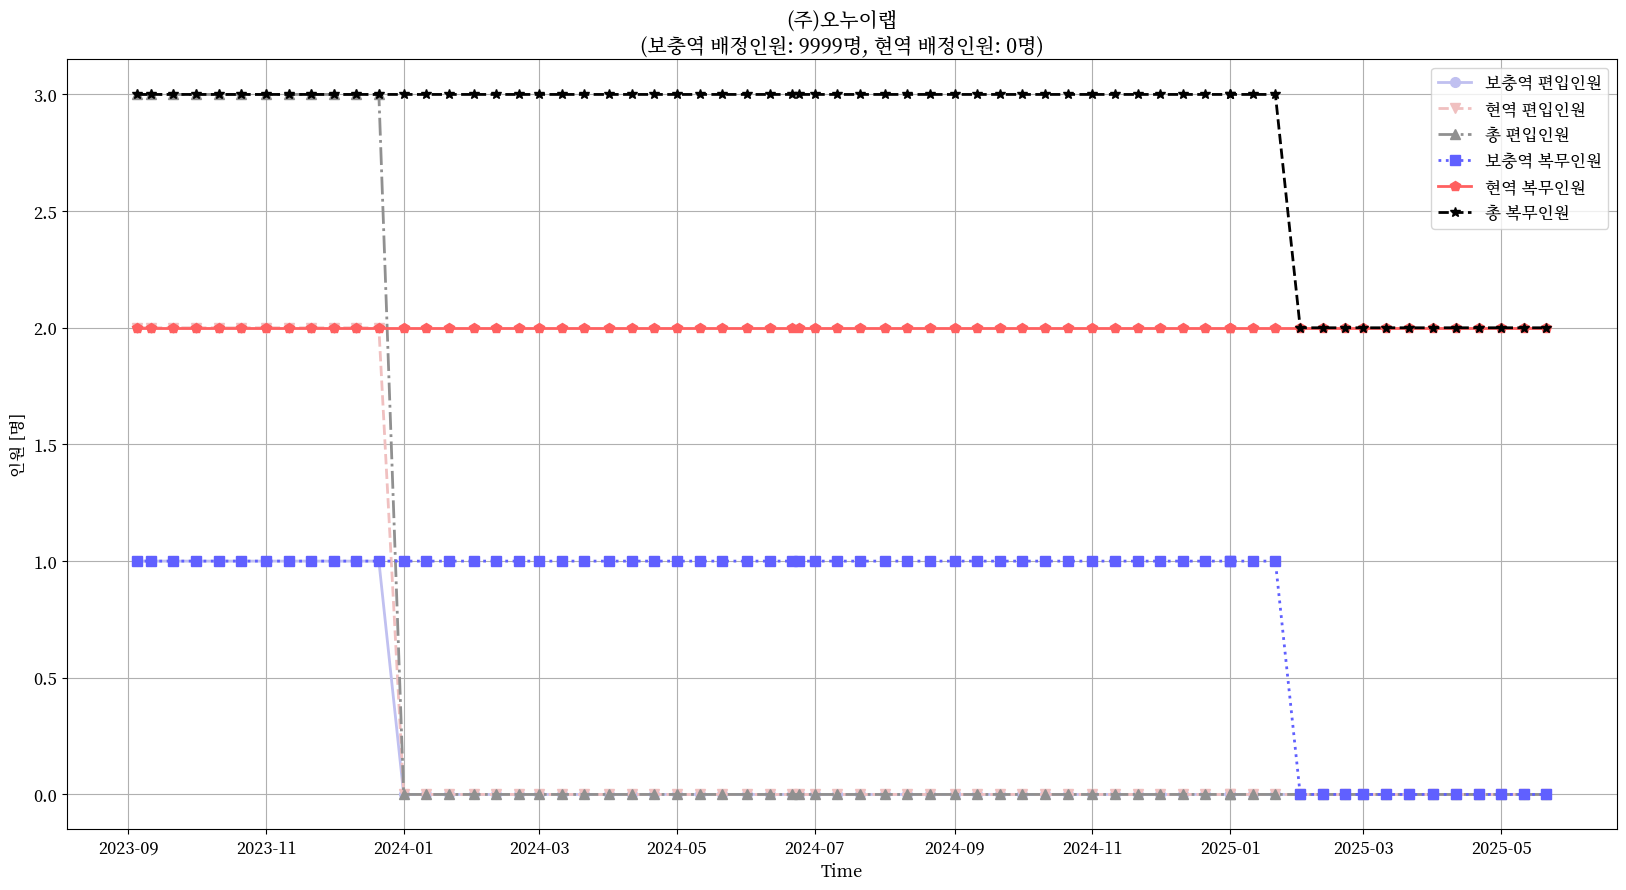 (주)오누이랩
(보충역 배정인원: 9999명, 현역 배정인원: 0명)
보충역 편입인원
현역 편입인원
총 편입인원
보충역 복무인원
현역 복무인원
총 복무인원
인원 [명]
3.0
2.5
2.0
1.5
1.0
0.5
0.0
2023-09 2023-11 2024-01 2024-03 2024-05 2024-07 2024-09 2024-11 2025-01 2025-03 2025-05
Time